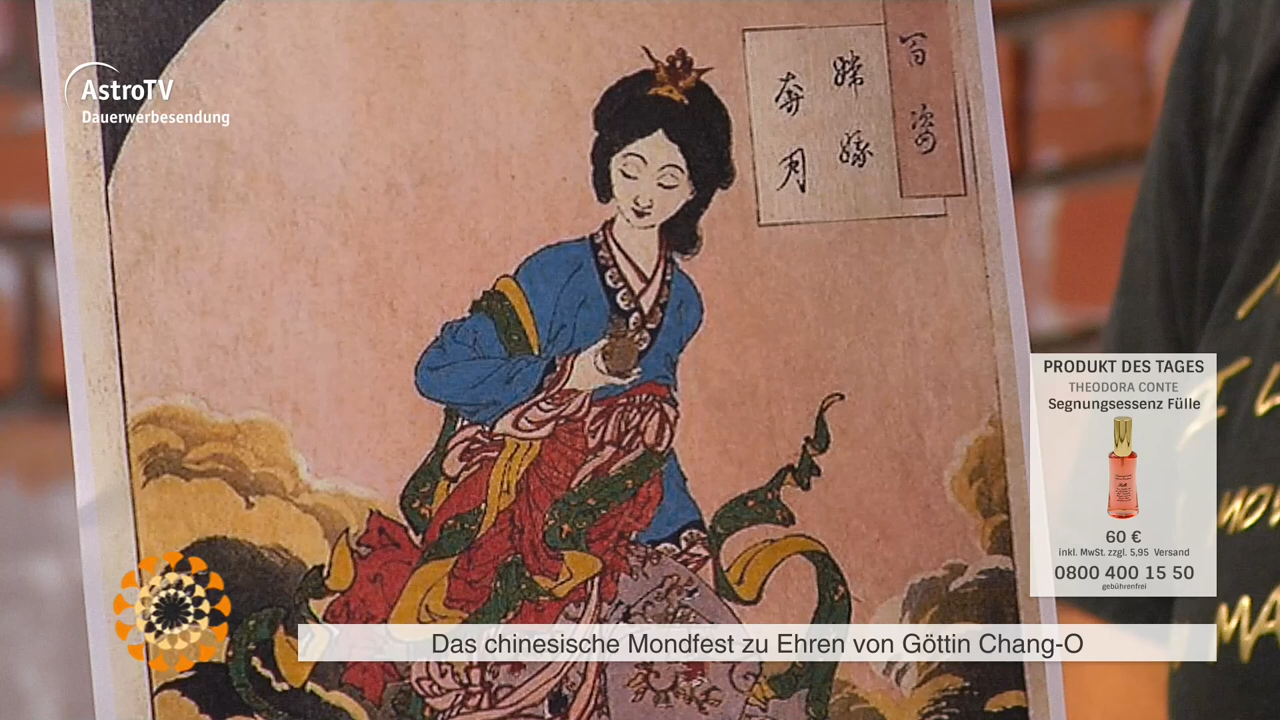 AstroTV
Dauerwerbesendung
百姿
嫦娥
奔月
PRODUKT DES TAGES
THEODORA CONTE
Segnungsessenz Fülle
60 €
inkl. MwSt. zzgl. 5,95 Versand
0800 400 15 50
gebührenfrei
Das chinesische Mondfest zu Ehren von Göttin Chang-O